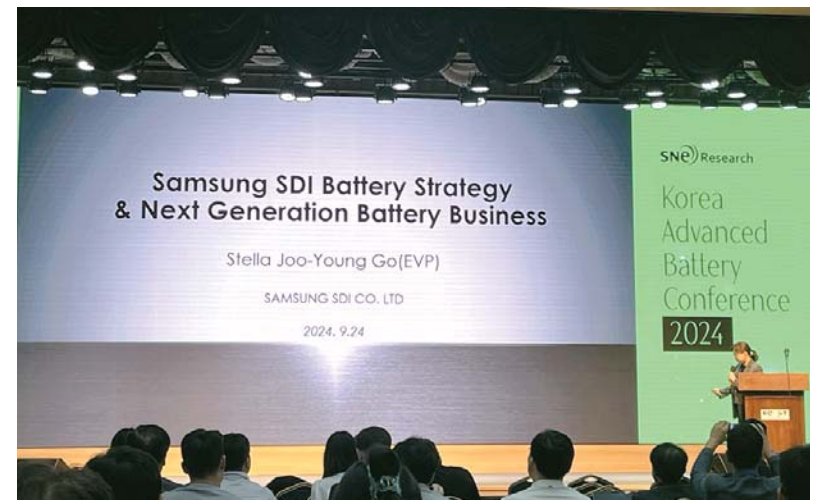 Samsung SDI Battery Strategy
& Next Generation Battery Business
Stella Joo-Young Go(EVP)
SAMSUNG SDI CO. LTD
2024. 9.24
SNe Research
Korea
Advanced
Battery
Conference
2024